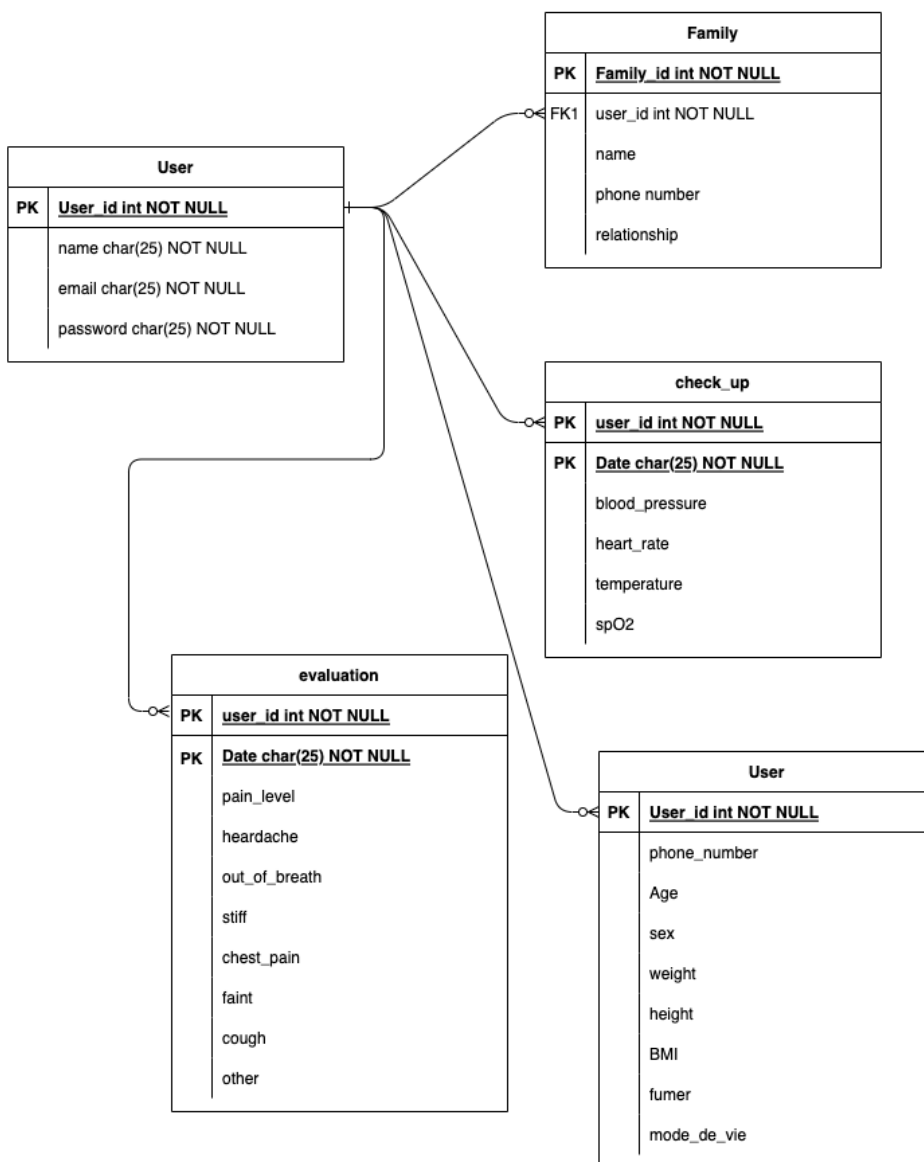 Family
PK Family_id int NOT NULL
FK1 user_id int NOT NULL
name
phone number
relationship
User
PK User_id int NOT NULL
name char(25) NOT NULL
email char(25) NOT NULL
password char(25) NOT NULL
check_up
PK user_id int NOT NULL
PK Date char(25) NOT NULL
blood_pressure
heart_rate
temperature
spO2
evaluation
PK user_id int NOT NULL
PK Date char(25) NOT NULL
pain_level
heardache
out_of_breath
stiff
chest_pain
faint
cough
other
User
PK User_id int NOT NULL
phone_number
Age
sex
weight
height
BMI
fumer
mode_de_vie